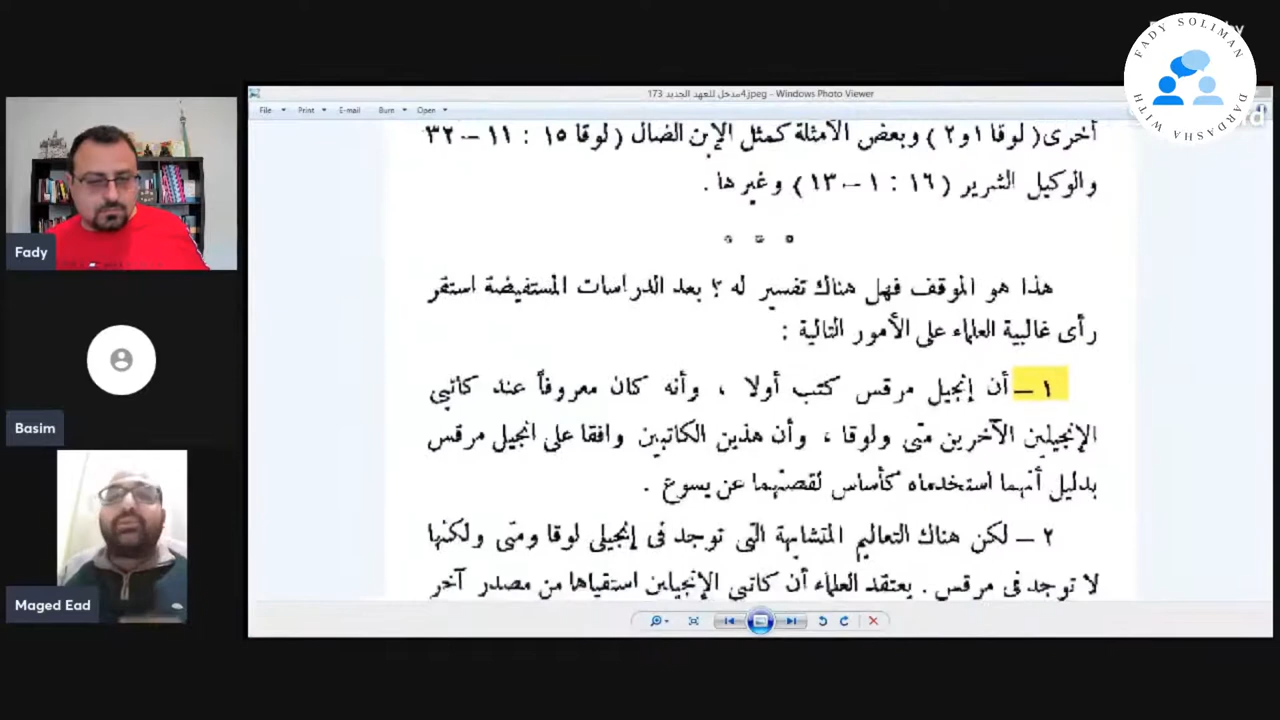 FADY SOLIMAN
DARDASHA WITH
173 مدخل للعهد الجديد4.jpeg - Windows Photo Viewer
File Print E-mail Burn Open
أخرى ( لوقا ١ و ٢ ) وبعض الأمثلة كمثل الإبن الضال ( لوقا ١٥ : ١١ – ٣٢
والوكيل الشرير ( ١٦ : ١ – ١٣ ) وغيرها .
هذا هو الموقف فهل هناك تفسير له ؟ بعد الدراسات المستفيضة استقر
رأى غالبية العلماء على الأمور التالية :
١ – أن إنجيل مرقس كتب أولا ، وأنه كان معروفاً عند كاتبى
الإنجيلين الآخرين متى ولوقا ، وأن هذين الكاتبين وافقا على انجيل مرقس
بدليل أنهما استخدماه كأساس لقصتهما عن يسوع .
٢ – لكن هناك التعاليم المتشابهة التى توجد فى إنجيلى لوقا ومتى ولكنها
لا توجد فى مرقس . يعتقد العلماء أن كاتبى الإنجيلين استقياها من مصدر آخر
Fady
Basim
Maged Ead